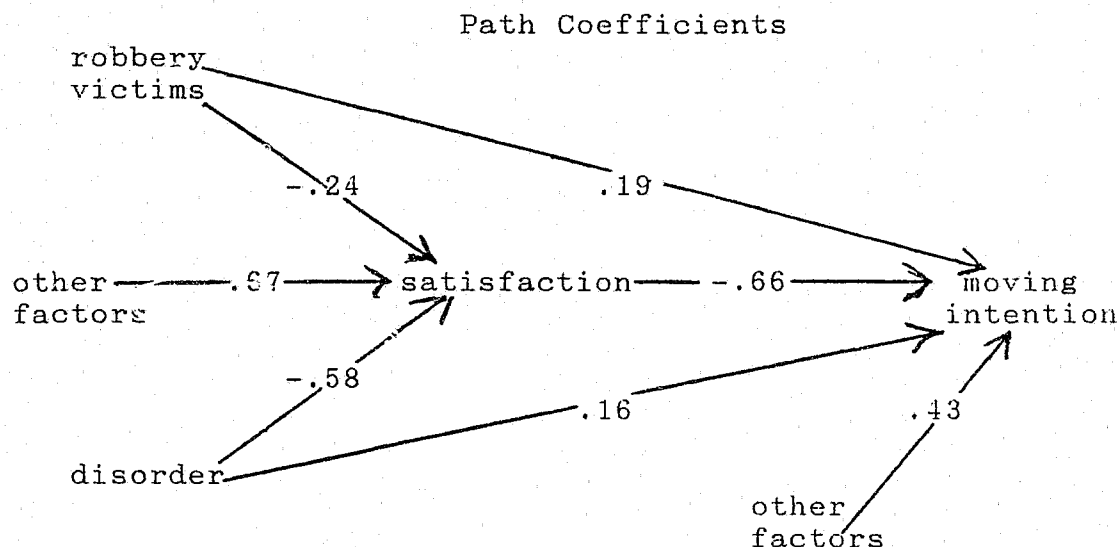 Path Coefficients
robbery
victims
-.24
.19
other
factors
satisfaction
-.66
moving
intention
-.58
.16
.43
disorder
other
factors